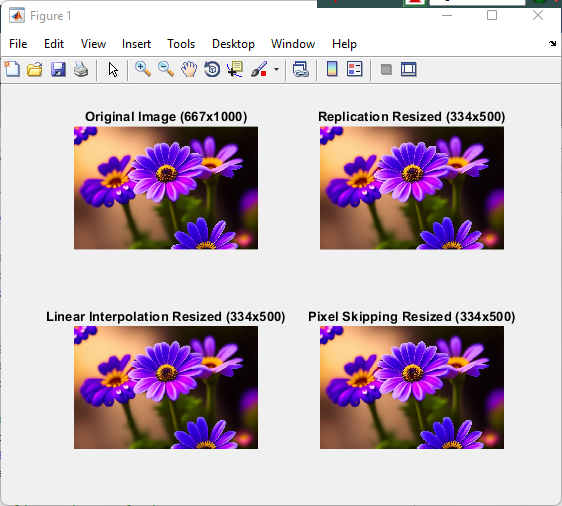 Figure 1
File Edit View Insert Tools Desktop Window Help
Original Image (667x1000) Replication Resized (334x500)
Linear Interpolation Resized (334x500) Pixel Skipping Resized (334x500)